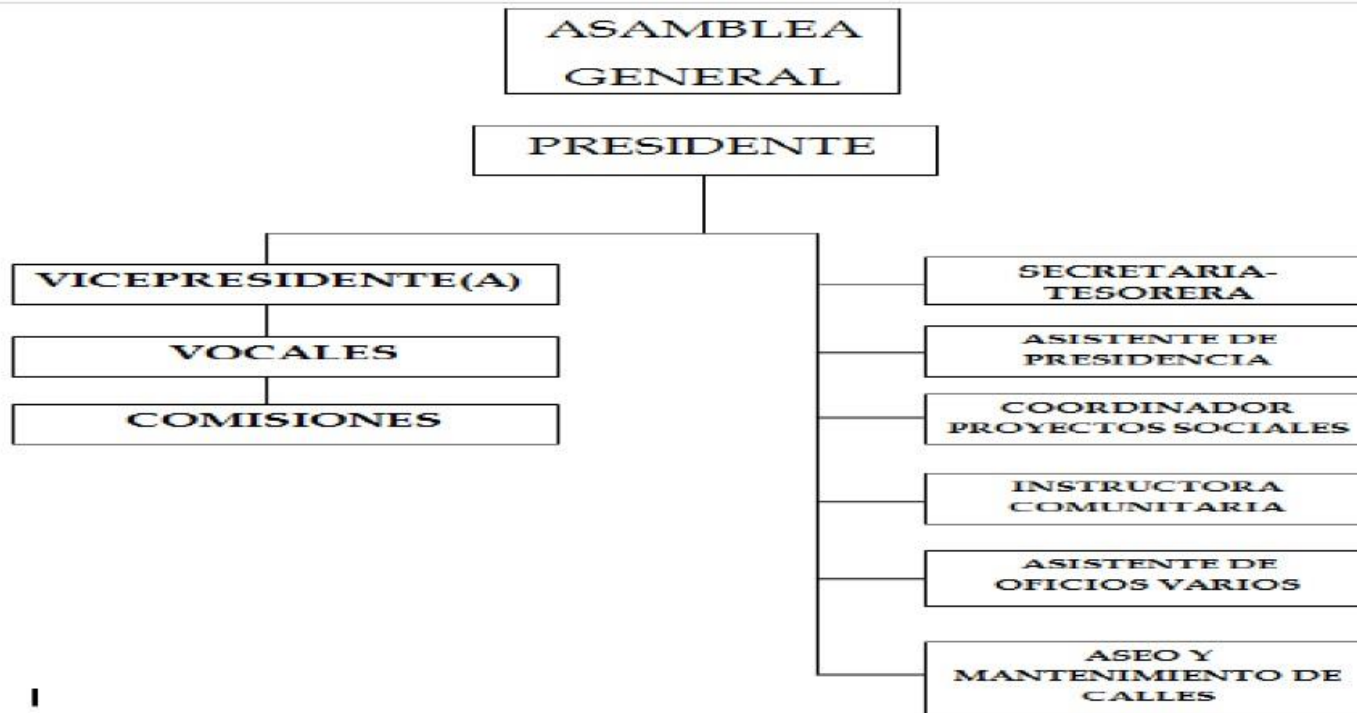 ASAMBLEA
GENERAL
PRESIDENTE
VICEPRESIDENTE(A)
VOCALES
COMISIONES
SECRETARIA-
TESORERA
ASISTENTE DE
PRESIDENCIA
COORDINADOR
PROYECTOS SOCIALES
INSTRUCTORA
COMUNITARIA
ASISTENTE DE
OFICIOS VARIOS
ASEO Y
MANTENIMIENTO DE
CALLES